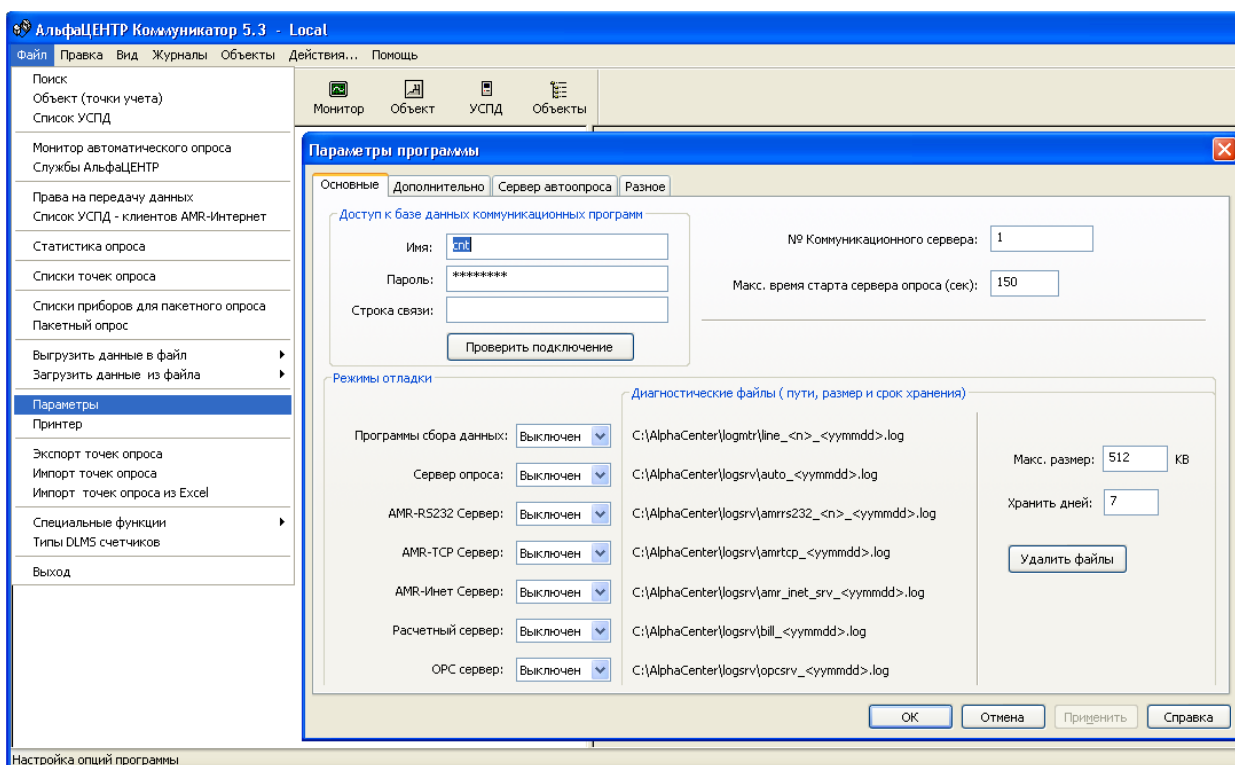 АльфаЦЕНТР Коммуникатор 5.3 - Local
Файл Правка Вид Журналы Объекты Действия... Помощь
Поиск
Объект (точки учета)
Список УСПД
Монитор автоматического опроса
Службы АльфаЦЕНТР
Права на передачу данных
Список УСПД - клиентов AMR-Интернет
Статистика опроса
Списки точек опроса
Списки приборов для пакетного опроса
Пакетный опрос
Выгрузить данные в файл
Загрузить данные из файла
Параметры
Принтер
Экспорт точек опроса
Импорт точек опроса
Импорт точек опроса из Excel
Специальные функции
Типы DLMS счетчиков
Выход
Монитор Объект УСПД Объекты
Параметры программы
Основные Дополнительно Сервер автоопроса Разное
Доступ к базе данных коммуникационных программ
Имя: cnt
Пароль: ********
Строка связи:
Проверить подключение
№ Коммуникационного сервера: 1
Макс. время старта сервера опроса (сек): 150
Режимы отладки
Диагностические файлы ( пути, размер и срок хранения)
Программы сбора данных: Выключен C:\AlphaCenter\logmtr\line_<n>_<yymmdd>.log
Сервер опроса: Выключен C:\AlphaCenter\logsrv\auto_<yymmdd>.log
AMR-RS232 Сервер: Выключен C:\AlphaCenter\logsrv\amrrs232_<n>_<yymmdd>.log
AMR-TCP Сервер: Выключен C:\AlphaCenter\logsrv\amrtcp_<yymmdd>.log
AMR-Инет Сервер: Выключен C:\AlphaCenter\logsrv\amr_inet_srv_<yymmdd>.log
Расчетный сервер: Выключен C:\AlphaCenter\logsrv\bill_<yymmdd>.log
OPC сервер: Выключен C:\AlphaCenter\logsrv\opcsrv_<yymmdd>.log
Макс. размер: 512 KB
Хранить дней: 7
Удалить файлы
OK Отмена Применить Справка
Настройка опций программы